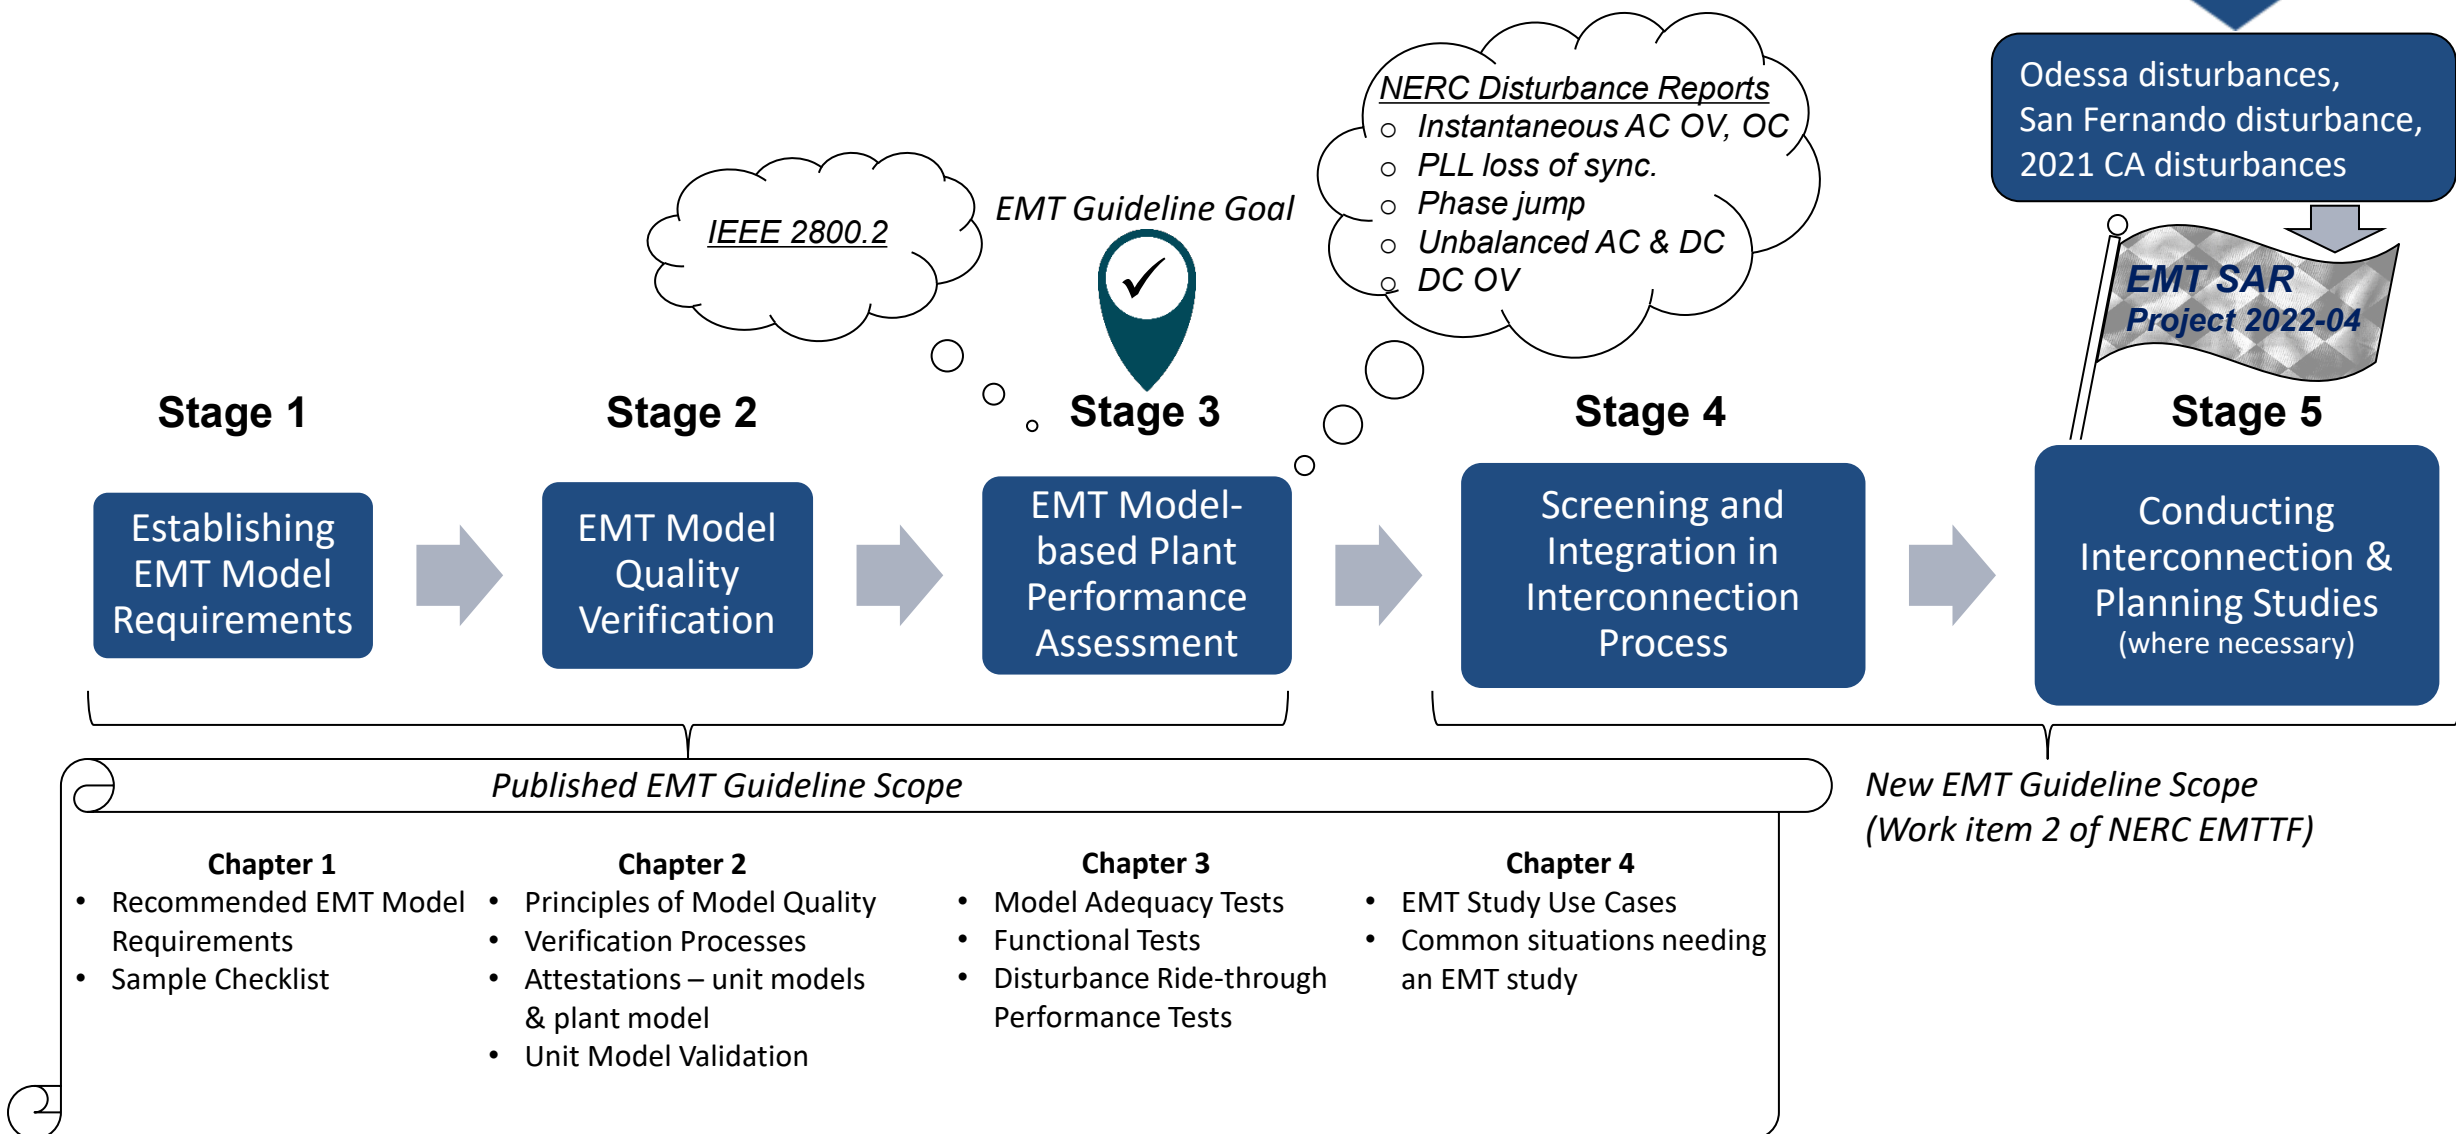 Odessa disturbances,
San Fernando disturbance,
2021 CA disturbances
NERC Disturbance Reports
o Instantaneous AC OV, OC
o PLL loss of sync.
o Phase jump
o Unbalanced AC & DC
o DC OV
IEEE 2800.2
EMT Guideline Goal
EMT SAR
Project 2022-04
Stage 1
Stage 2
Stage 3
Stage 4
Stage 5
Establishing
EMT Model
Requirements
EMT Model
Quality
Verification
EMT Model-
based Plant
Performance
Assessment
Screening and
Integration in
Interconnection
Process
Conducting
Interconnection &
Planning Studies
(where necessary)
Published EMT Guideline Scope
New EMT Guideline Scope
(Work item 2 of NERC EMTTF)
Chapter 1
• Recommended EMT Model
Requirements
• Sample Checklist
Chapter 2
• Principles of Model Quality
• Verification Processes
• Attestations – unit models
& plant model
• Unit Model Validation
Chapter 3
• Model Adequacy Tests
• Functional Tests
• Disturbance Ride-through
Performance Tests
Chapter 4
• EMT Study Use Cases
• Common situations needing
an EMT study